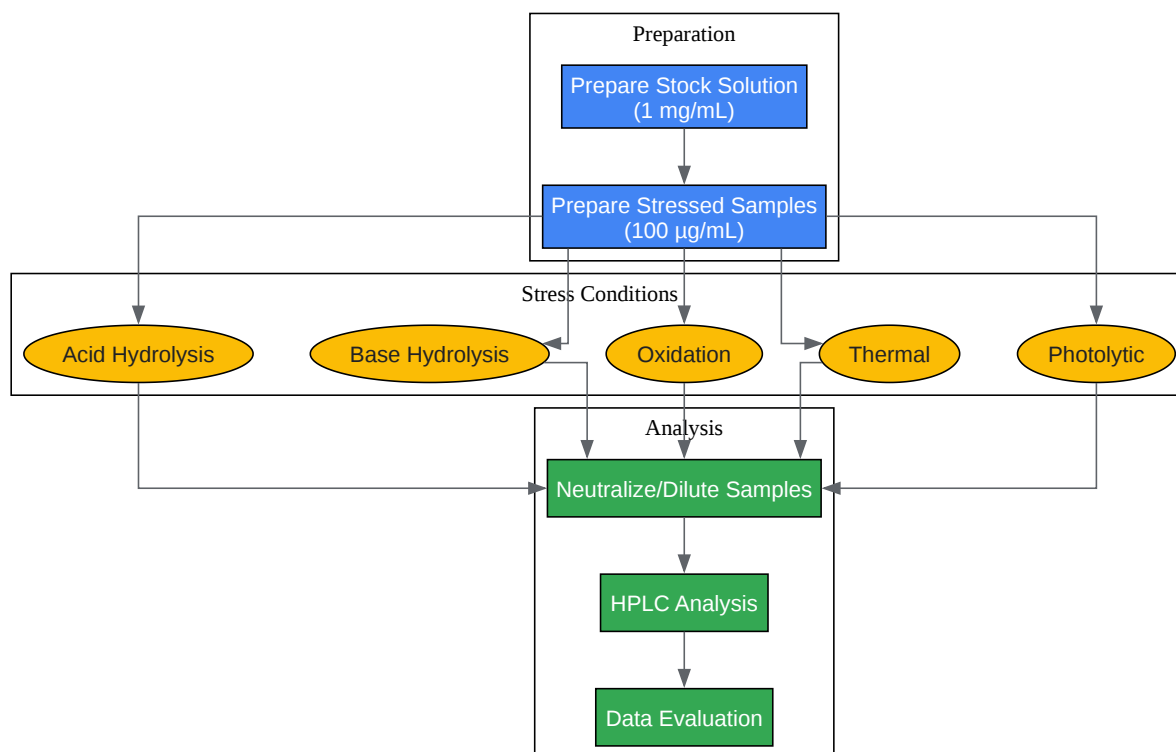 Preparation
Prepare Stock Solution
(1 mg/mL)
Prepare Stressed Samples
(100 µg/mL)
Stress Conditions
Acid Hydrolysis
Base Hydrolysis
Oxidation
Thermal
Photolytic
Analysis
Neutralize/Dilute Samples
HPLC Analysis
Data Evaluation